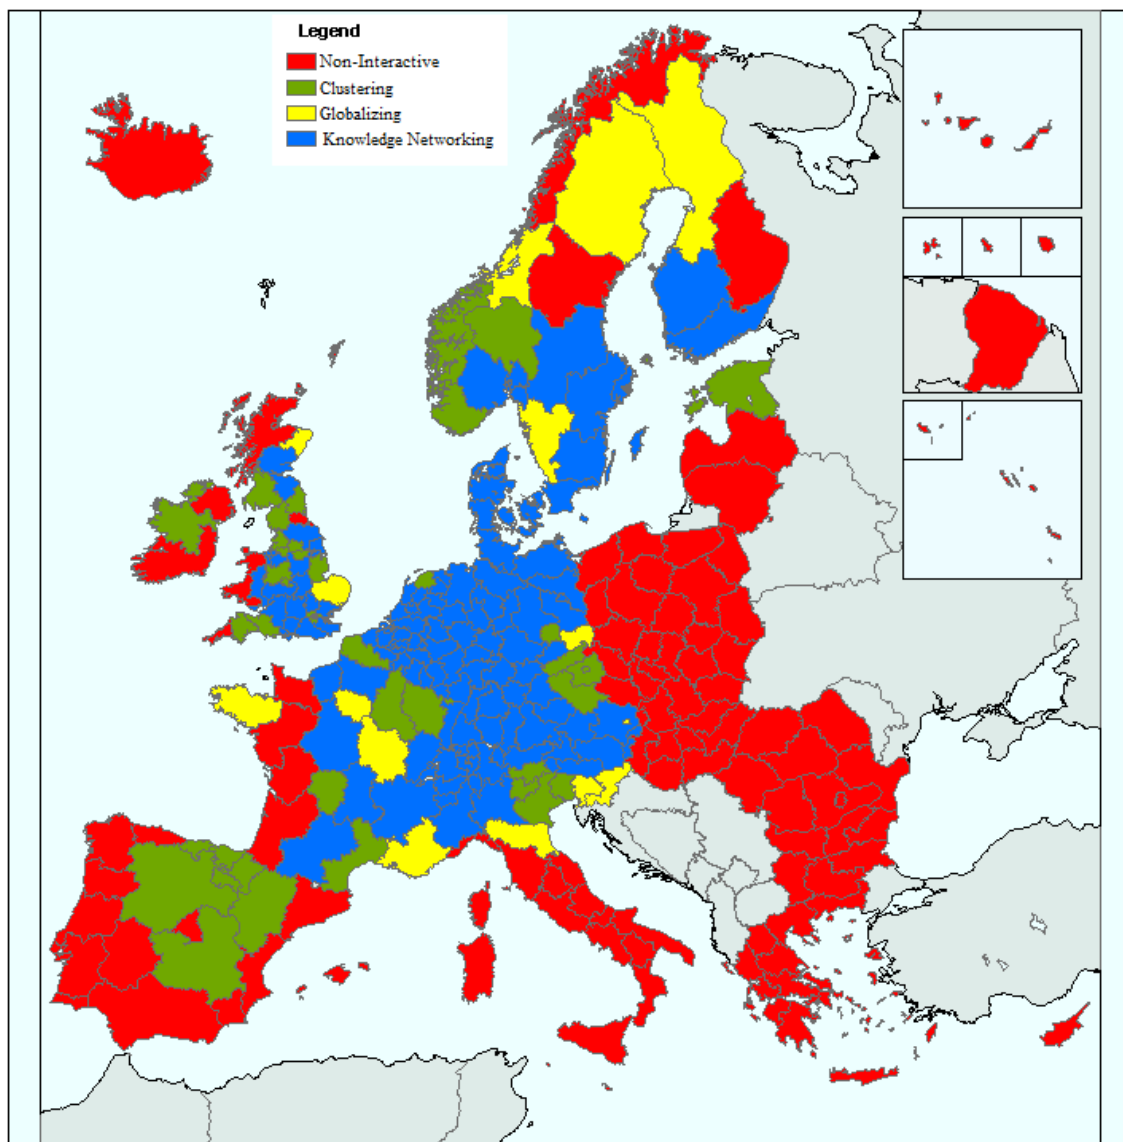 Legend
Non-Interactive
Clustering
Globalizing
Knowledge Networking